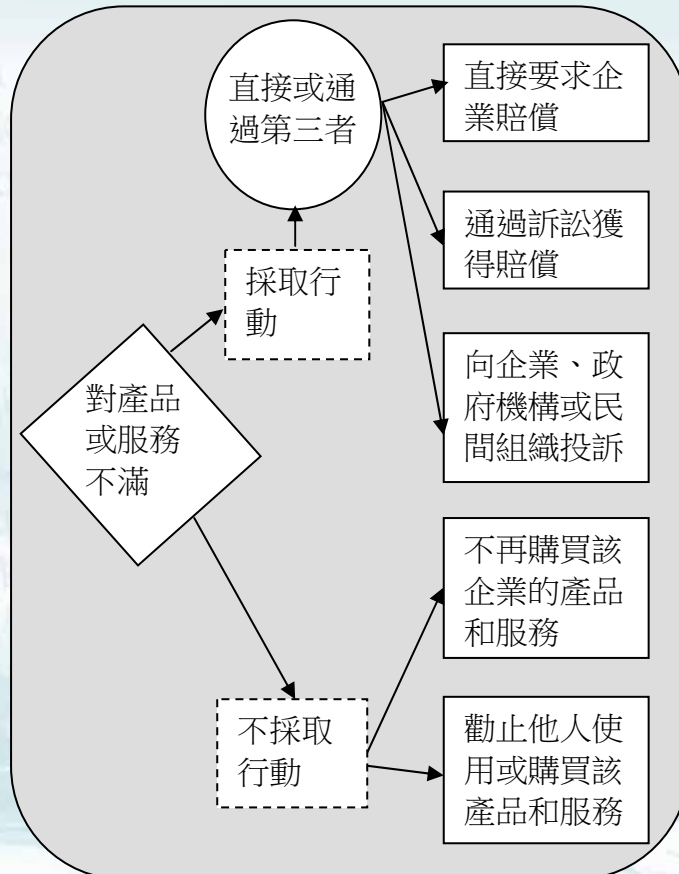 直接或通
過第三者
直接要求企
業賠償
通過訴訟獲
得賠償
採取行
動
向企業、政
府機構或民
間組織投訴
對產品
或服務
不滿
不再購買該
企業的產品
和服務
不採取
行動
勸止他人使
用或購買該
產品和服務